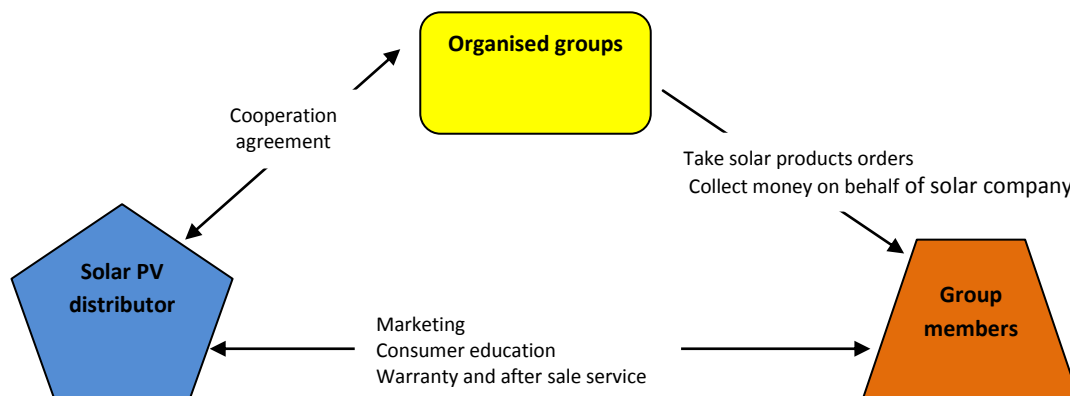 Organised groups
Cooperation
agreement
Take solar products orders
Collect money on behalf of solar company
Solar PV
distributor
Group
members
Marketing
Consumer education
Warranty and after sale service